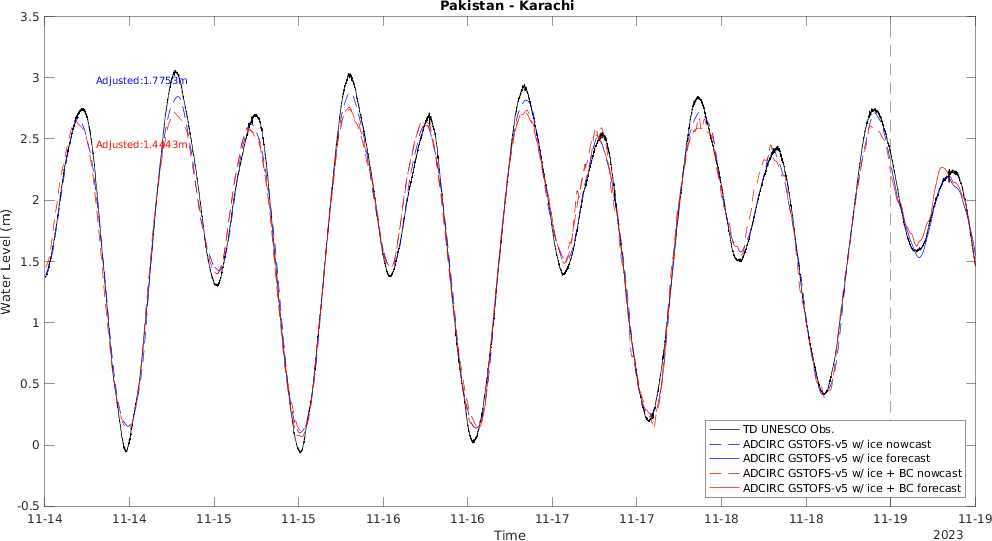 Pakistan - Karachi
3.5
3
2.5
2
1.5
1
0.5
0
-0.5
Water Level (m)
Adjusted:1.7753m
Adjusted:1.4443m
TD UNESCO Obs.
ADCIRC GSTOFS-v5 w/ ice nowcast
ADCIRC GSTOFS-v5 w/ ice forecast
ADCIRC GSTOFS-v5 w/ ice + BC nowcast
ADCIRC GSTOFS-v5 w/ ice + BC forecast
11-14 11-14 11-15 11-15 11-16 11-16 11-17 11-17 11-18 11-18 11-19 11-19
Time
2023